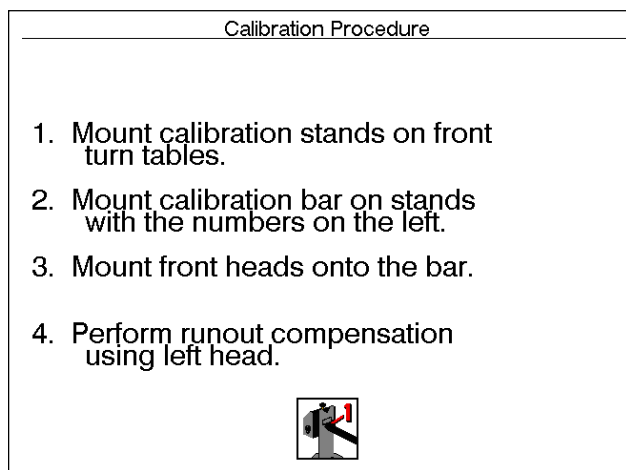 Calibration Procedure
1. Mount calibration stands on front
turn tables.
2. Mount calibration bar on stands
with the numbers on the left.
3. Mount front heads onto the bar.
4. Perform runout compensation
using left head.
1